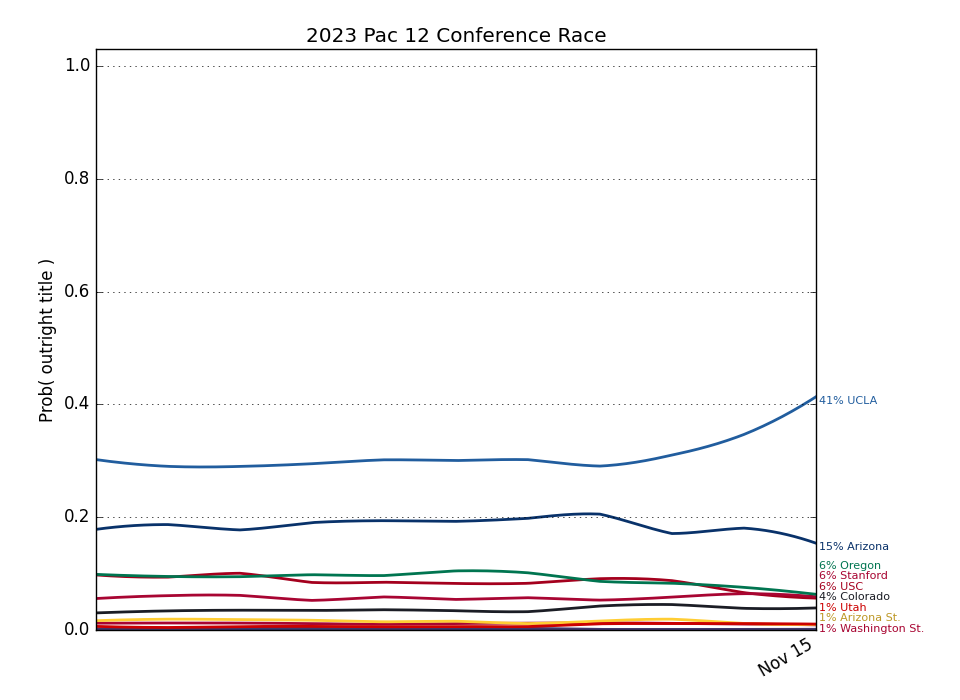 2023 Pac 12 Conference Race
1.0
0.8
0.6
0.4
0.2
0.0
Prob( outright title )
41% UCLA
15% Arizona
6% Oregon
6% Stanford
6% USC
4% Colorado
1% Utah
1% Arizona St.
1% Washington St.
Nov 15